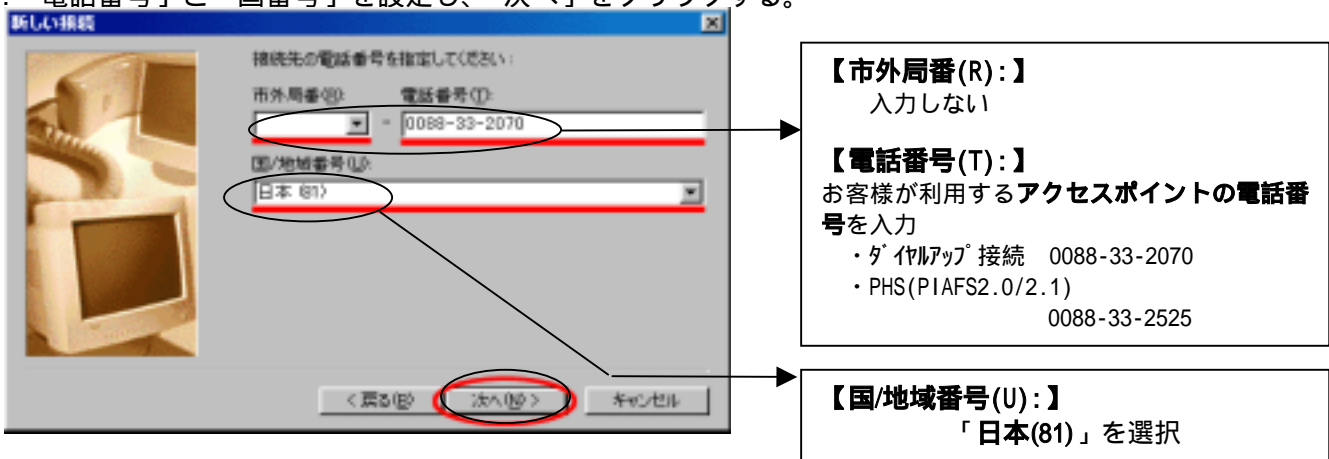 「電話番号」と「国番号」を設定し、「次へ」をクリックする。
新しい接続
接続先の電話番号を指定してください:
市外局番(R): 電話番号(T):
- 0088-33-2070
国/地域番号(U):
日本 (81)
< 戻る(B) 次へ(N) > キャンセル
【市外局番(R):】
入力しない
【電話番号(T):】
お客様が利用するアクセスポイントの電話番
号を入力
・ダイヤルアップ接続 0088-33-2070
・PHS(PIAFS2.0/2.1)
0088-33-2525
【国/地域番号(U):】
「日本(81)」を選択